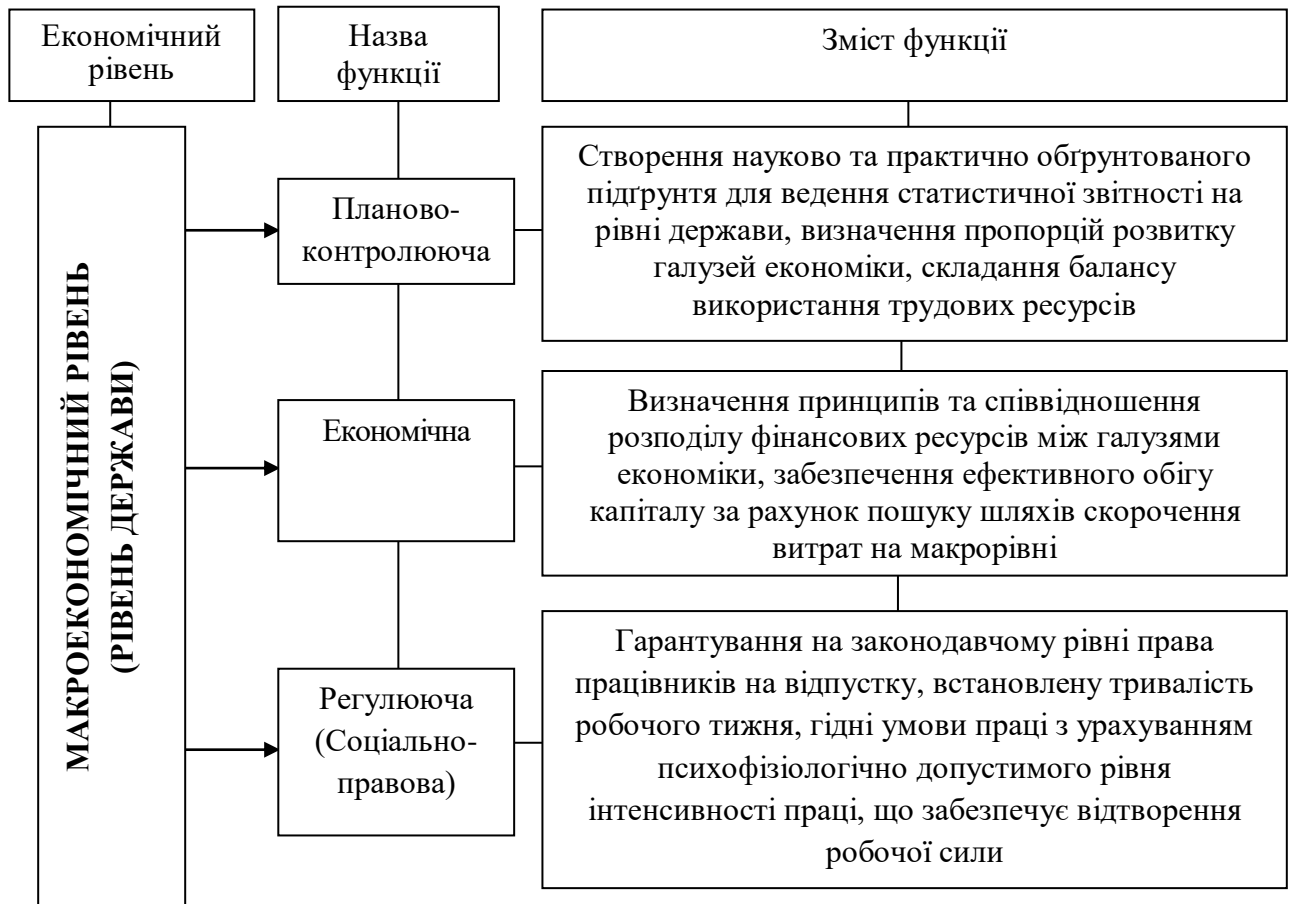 Економічний
рівень
Назва
функції
Зміст функції
МАКРОЕКОНОМІЧНИЙ РІВЕНЬ
(РІВЕНЬ ДЕРЖАВИ)
Планово-
контролююча
Створення науково та практично обґрунтованого
підґрунтя для ведення статистичної звітності на
рівні держави, визначення пропорцій розвитку
галузей економіки, складання балансу
використання трудових ресурсів
Економічна
Визначення принципів та співвідношення
розподілу фінансових ресурсів між галузями
економіки, забезпечення ефективного обігу
капіталу за рахунок пошуку шляхів скорочення
витрат на макрорівні
Регулююча
(Соціально-
правова)
Гарантування на законодавчому рівні права
працівників на відпустку, встановлену тривалість
робочого тижня, гідні умови праці з урахуванням
психофізіологічно допустимого рівня
інтенсивності праці, що забезпечує відтворення
робочої сили